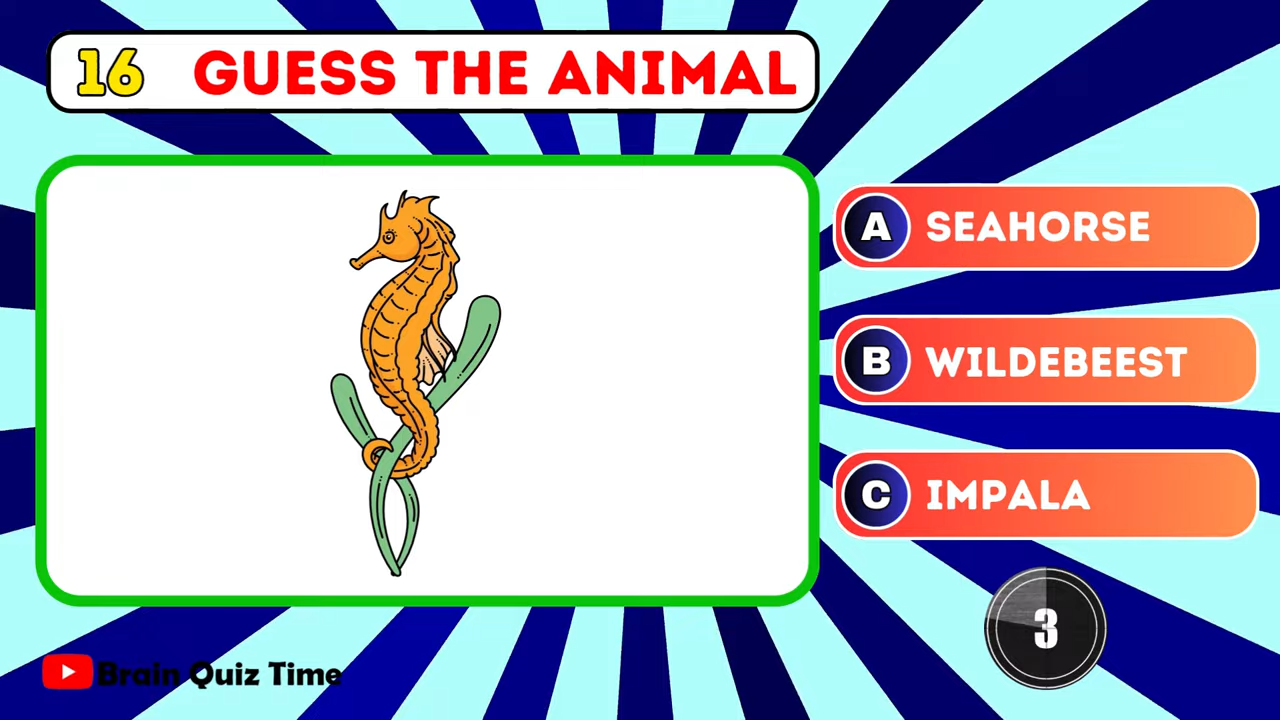 16 GUESS THE ANIMAL
A SEAHORSE
B WILDEBEEST
C IMPALA
3
Brain Quiz Time